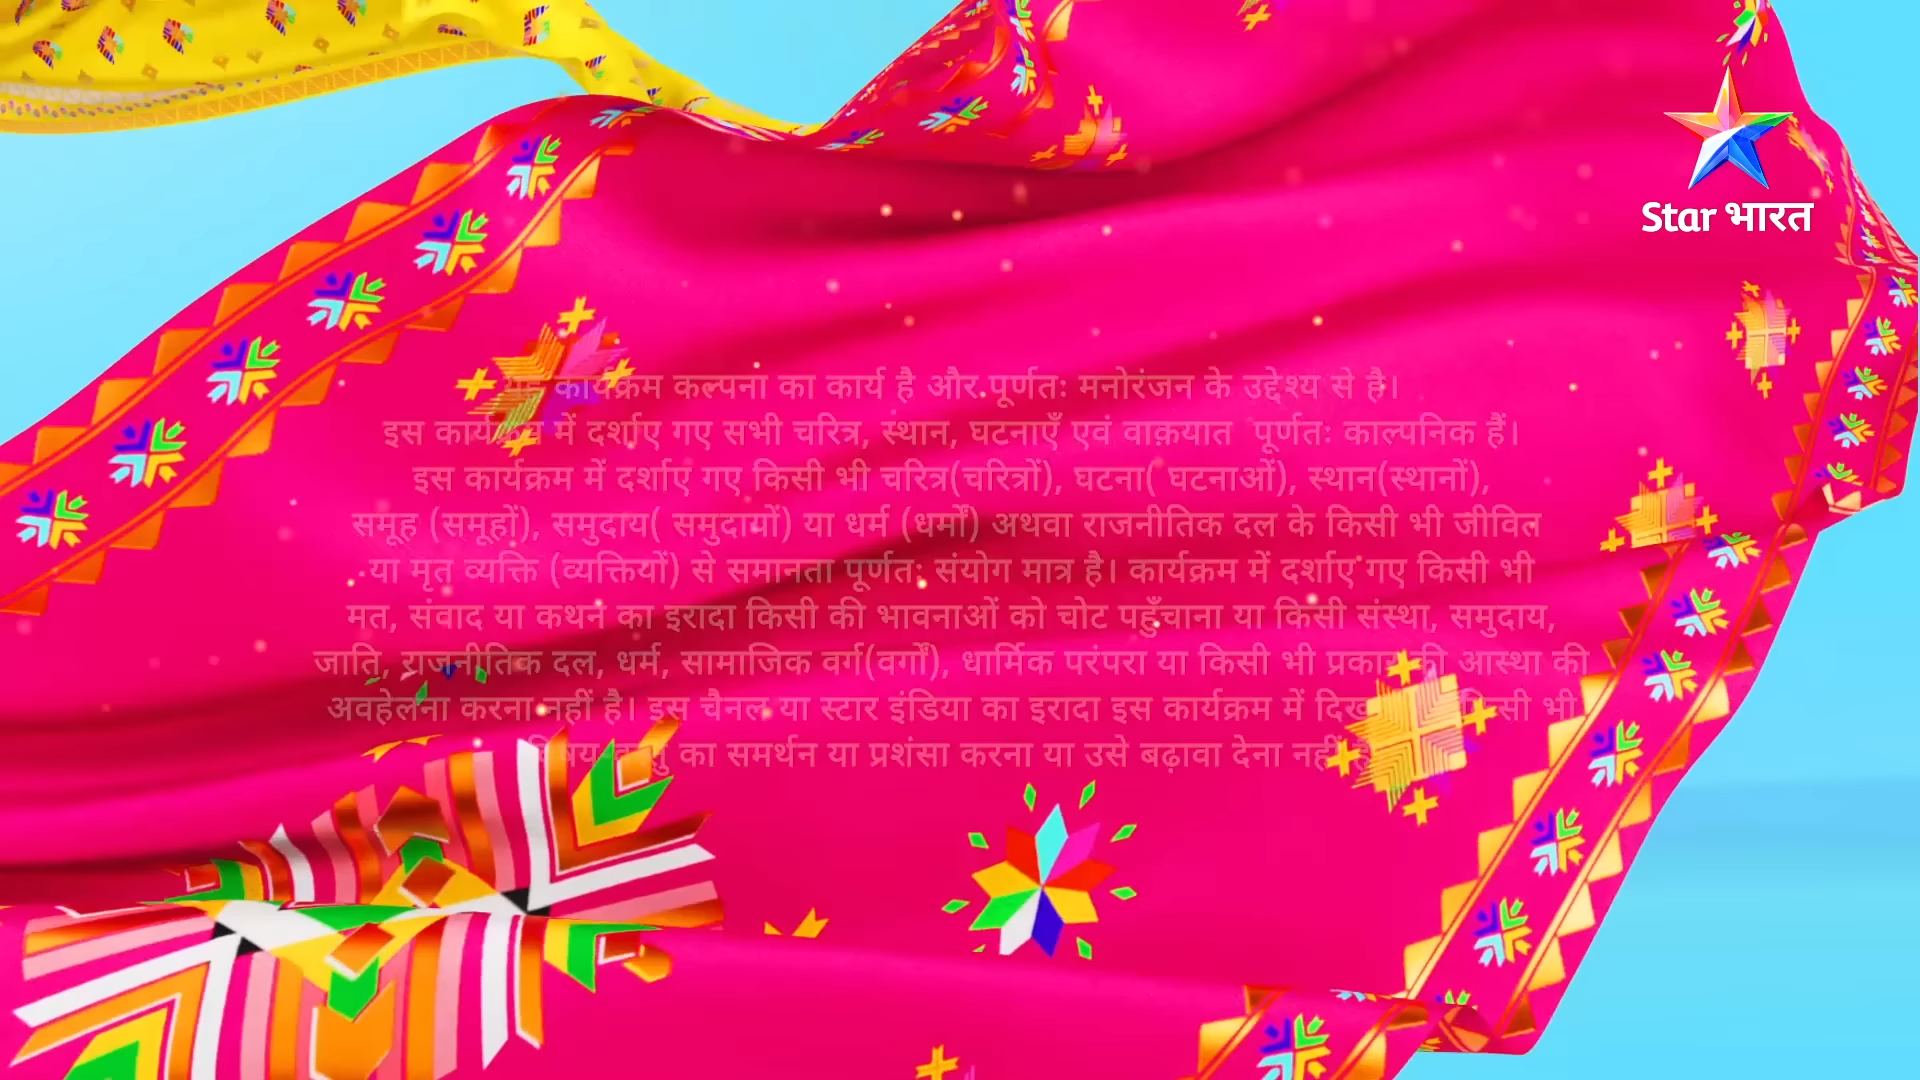 Star भारत
यह कार्यक्रम कल्पना का कार्य है और पूर्णतः मनोरंजन के उद्देश्य से है।
इस कार्यक्रम में दर्शाए गए सभी चरित्र, स्थान, घटनाएँ एवं वाक़यात पूर्णतः काल्पनिक हैं।
इस कार्यक्रम में दर्शाए गए किसी भी चरित्र(चरित्रों), घटना( घटनाओं), स्थान(स्थानों),
समूह (समूहों), समुदाय( समुदायों) या धर्म (धर्मों) अथवा राजनीतिक दल के किसी भी जीवित
या मृत व्यक्ति (व्यक्तियों) से समानता पूर्णतः संयोग मात्र है। कार्यक्रम में दर्शाए गए किसी भी
मत, संवाद या कथन का इरादा किसी की भावनाओं को चोट पहुँचाना या किसी संस्था, समुदाय,
जाति, राजनीतिक दल, धर्म, सामाजिक वर्ग(वर्गों), धार्मिक परंपरा या किसी भी प्रकार की आस्था की
अवहेलना करना नहीं है। इस चैनल या स्टार इंडिया का इरादा इस कार्यक्रम में किसी भी
का समर्थन या प्रशंसा करना या उसे बढ़ावा देना नहीं है